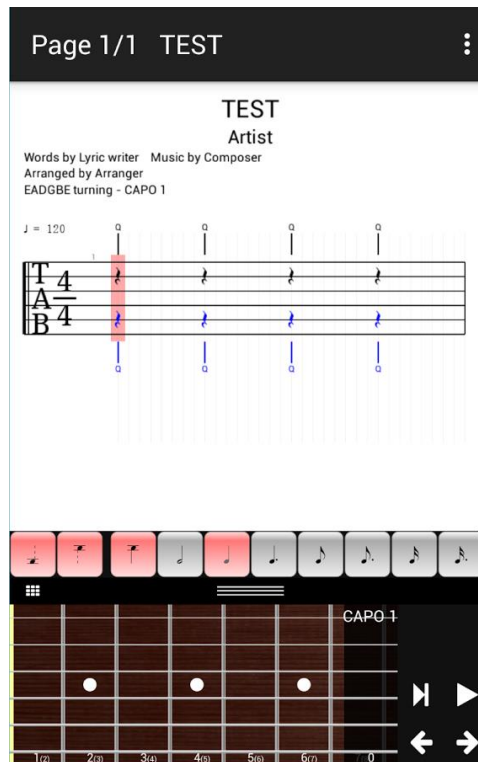 Page 1/1 TEST
TEST
Artist
Words by Lyric writer Music by Composer
Arranged by Arranger
EADGBE turning - CAPO 1
♩ = 120 Q Q Q Q
1
T
A
B
4
4
Q Q Q Q
CAPO 1
1(2) 2(3) 3(4) 4(5) 5(6) 6(7) 0